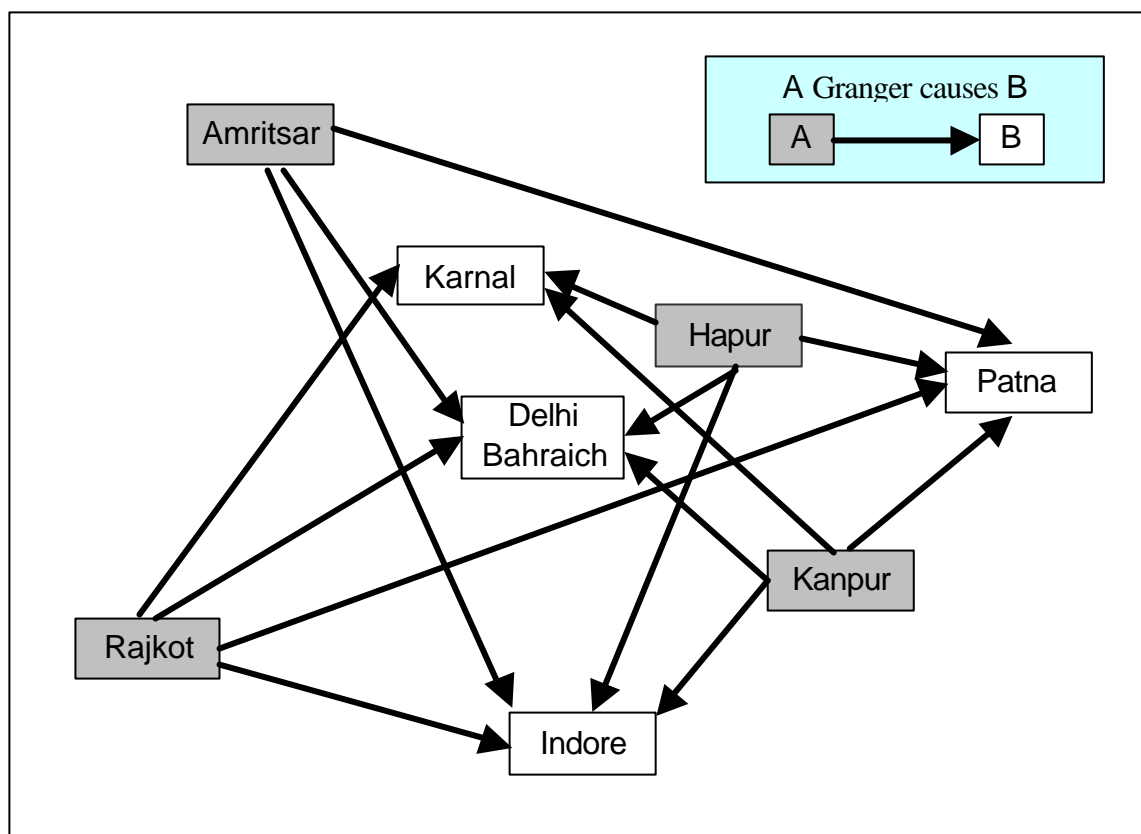 A Granger causes B
A
B
Amritsar
Karnal
Hapur
Patna
Delhi
Bahraich
Kanpur
Rajkot
Indore